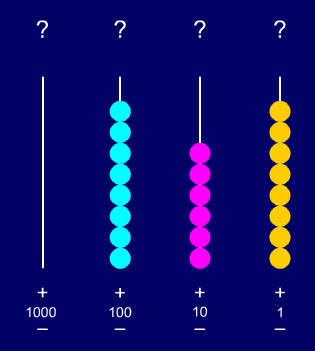 ? ? ? ?
+ + + +
1000 100 10 1
− − − −